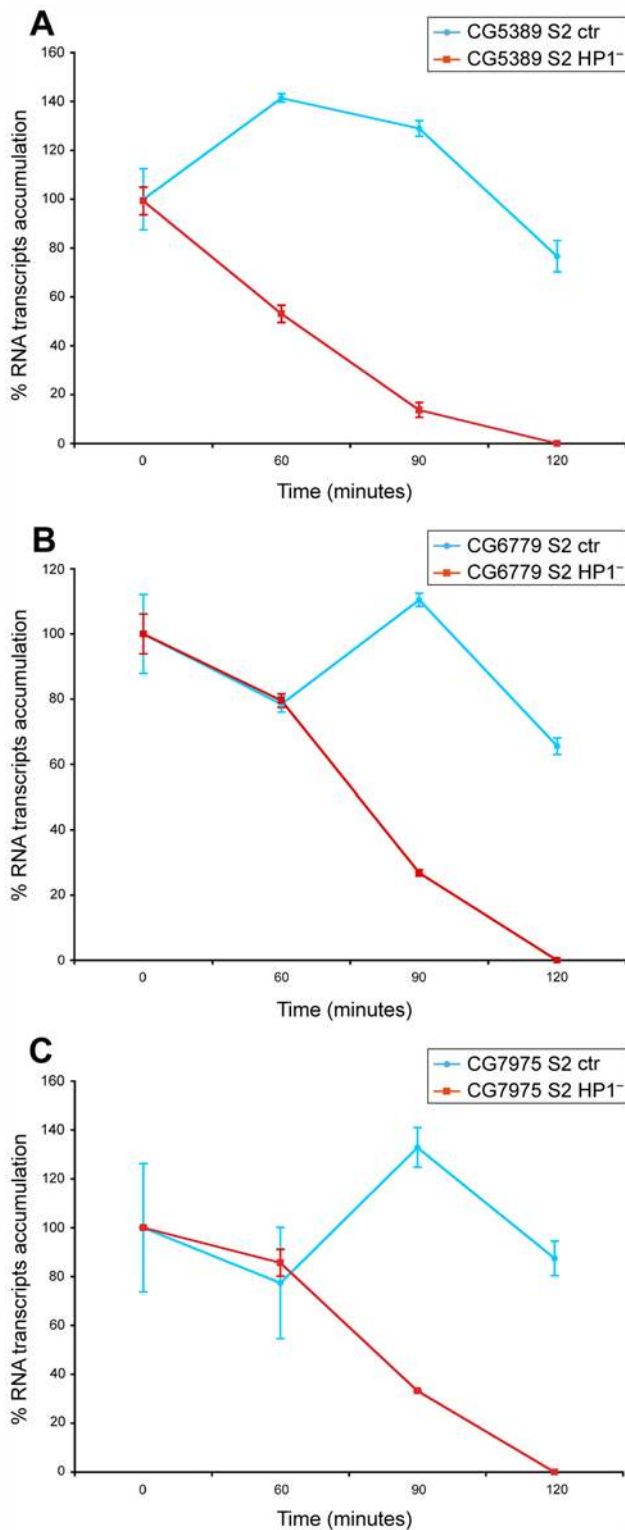 A
CG5389 S2 ctr
CG5389 S2 HP1⁻
160
140
120
100
80
60
40
20
0
% RNA transcripts accumulation
0 60 90 120
Time (minutes)
B
CG6779 S2 ctr
CG6779 S2 HP1⁻
120
100
80
60
40
20
0
% RNA transcripts accumulation
0 60 90 120
Time (minutes)
C
CG7975 S2 ctr
CG7975 S2 HP1⁻
160
140
120
100
80
60
40
20
0
% RNA transcripts accumulation
0 60 90 120
Time (minutes)